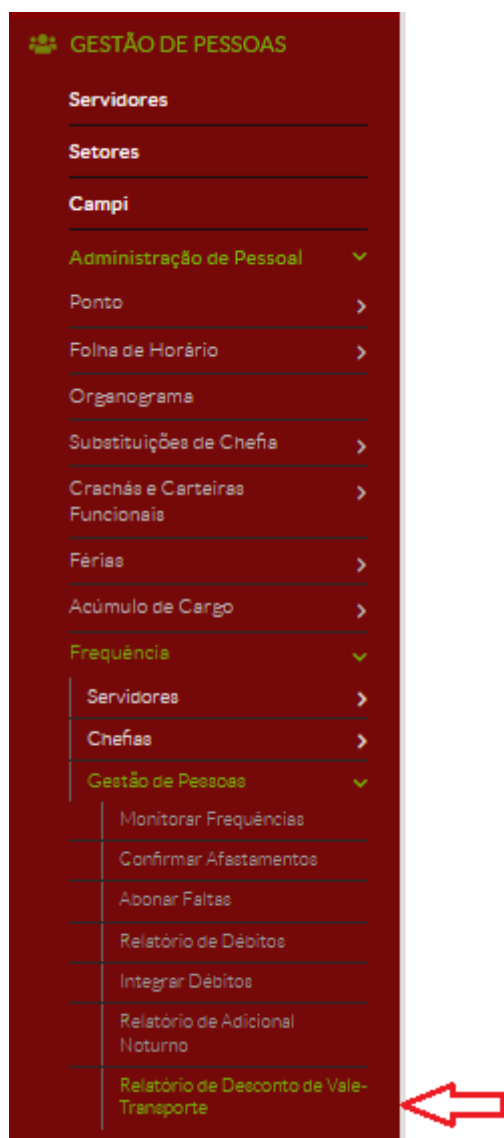 GESTÃO DE PESSOAS
Servidores
Setores
Campi
Administração de Pessoal
Ponto
Folha de Horário
Organograma
Substituições de Chefia
Crachás e Carteiras
Funcionais
Férias
Acúmulo de Cargo
Frequência
Servidores
Chefias
Gestão de Pessoas
Monitorar Frequências
Confirmar Afastamentos
Abonar Faltas
Relatório de Débitos
Integrar Débitos
Relatório de Adicional
Noturno
Relatório de Desconto de Vale-
Transporte